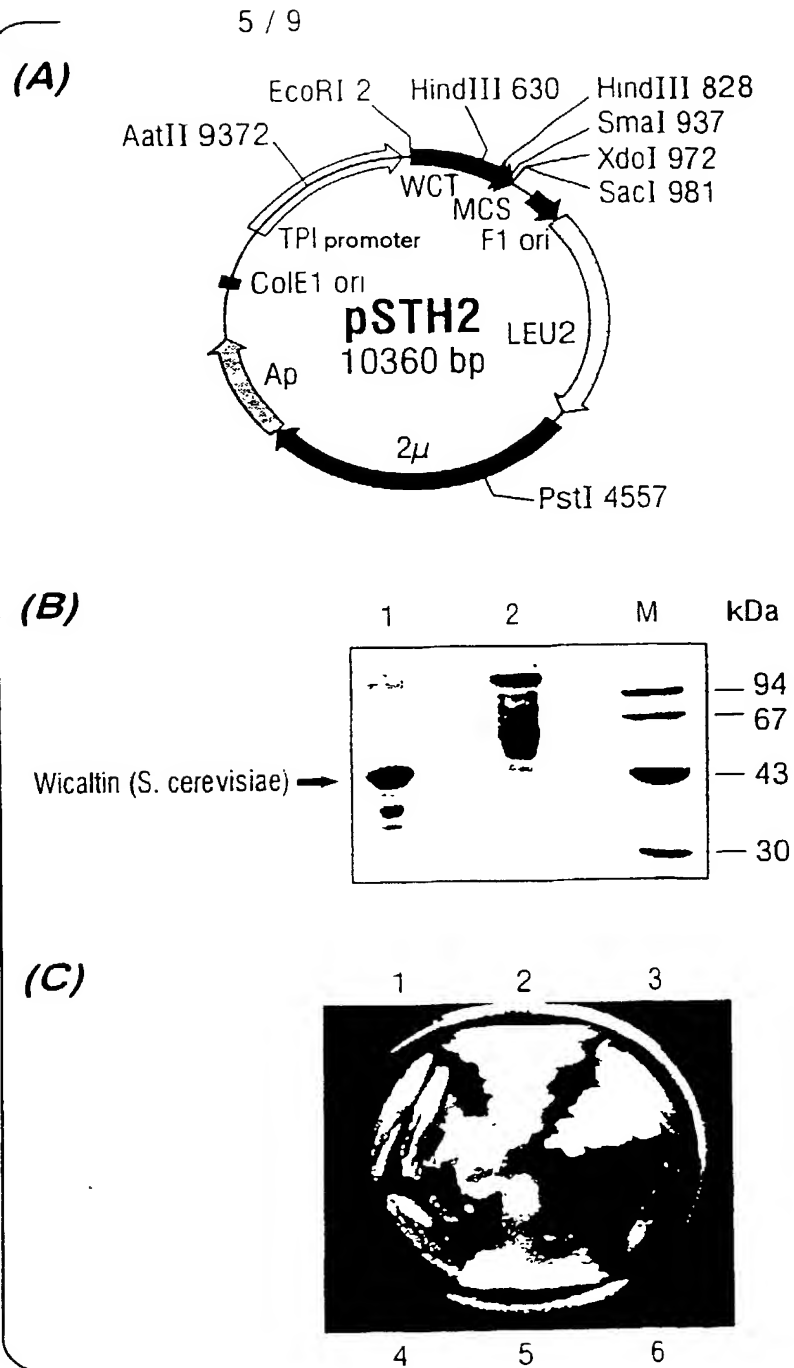 5 / 9
(A)
EcoRI 2
HindIII 630
HindIII 828
AatII 9372
SmaI 937
XdoI 972
SacI 981
WCT
MCS
F1 ori
TPI promoter
ColE1 ori
pSTH2
10360 bp
LEU2
Ap
2μ
PstI 4557
(B)
1 2 M kDa
94
67
Wicaltin (S. cerevisiae)
43
30
(C)
1 2 3
4 5 6